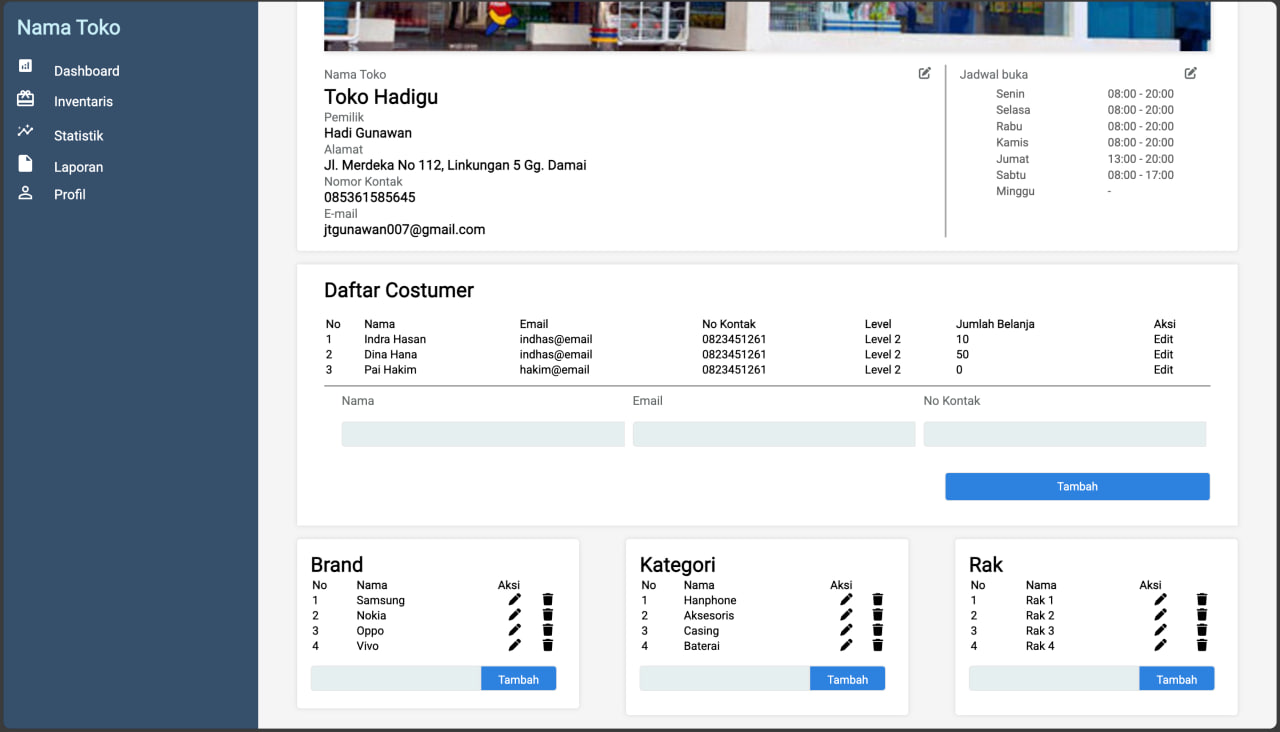 Nama Toko
Dashboard
Inventaris
Statistik
Laporan
Profil
Nama Toko
Toko Hadigu
Pemilik
Hadi Gunawan
Alamat
Jl. Merdeka No 112, Linkungan 5 Gg. Damai
Nomor Kontak
085361585645
E-mail
jtgunawan007@gmail.com
Jadwal buka
Senin 08:00 - 20:00
Selasa 08:00 - 20:00
Rabu 08:00 - 20:00
Kamis 08:00 - 20:00
Jumat 13:00 - 20:00
Sabtu 08:00 - 17:00
Minggu -
Daftar Costumer
No Nama Email No Kontak Level Jumlah Belanja Aksi
1 Indra Hasan indhas@email 0823451261 Level 2 10 Edit
2 Dina Hana indhas@email 0823451261 Level 2 50 Edit
3 Pai Hakim hakim@email 0823451261 Level 2 0 Edit
Nama Email No Kontak
Tambah
Brand
No Nama Aksi
1 Samsung
2 Nokia
3 Oppo
4 Vivo
Tambah
Kategori
No Nama Aksi
1 Hanphone
2 Aksesoris
3 Casing
4 Baterai
Tambah
Rak
No Nama Aksi
1 Rak 1
2 Rak 2
3 Rak 3
4 Rak 4
Tambah